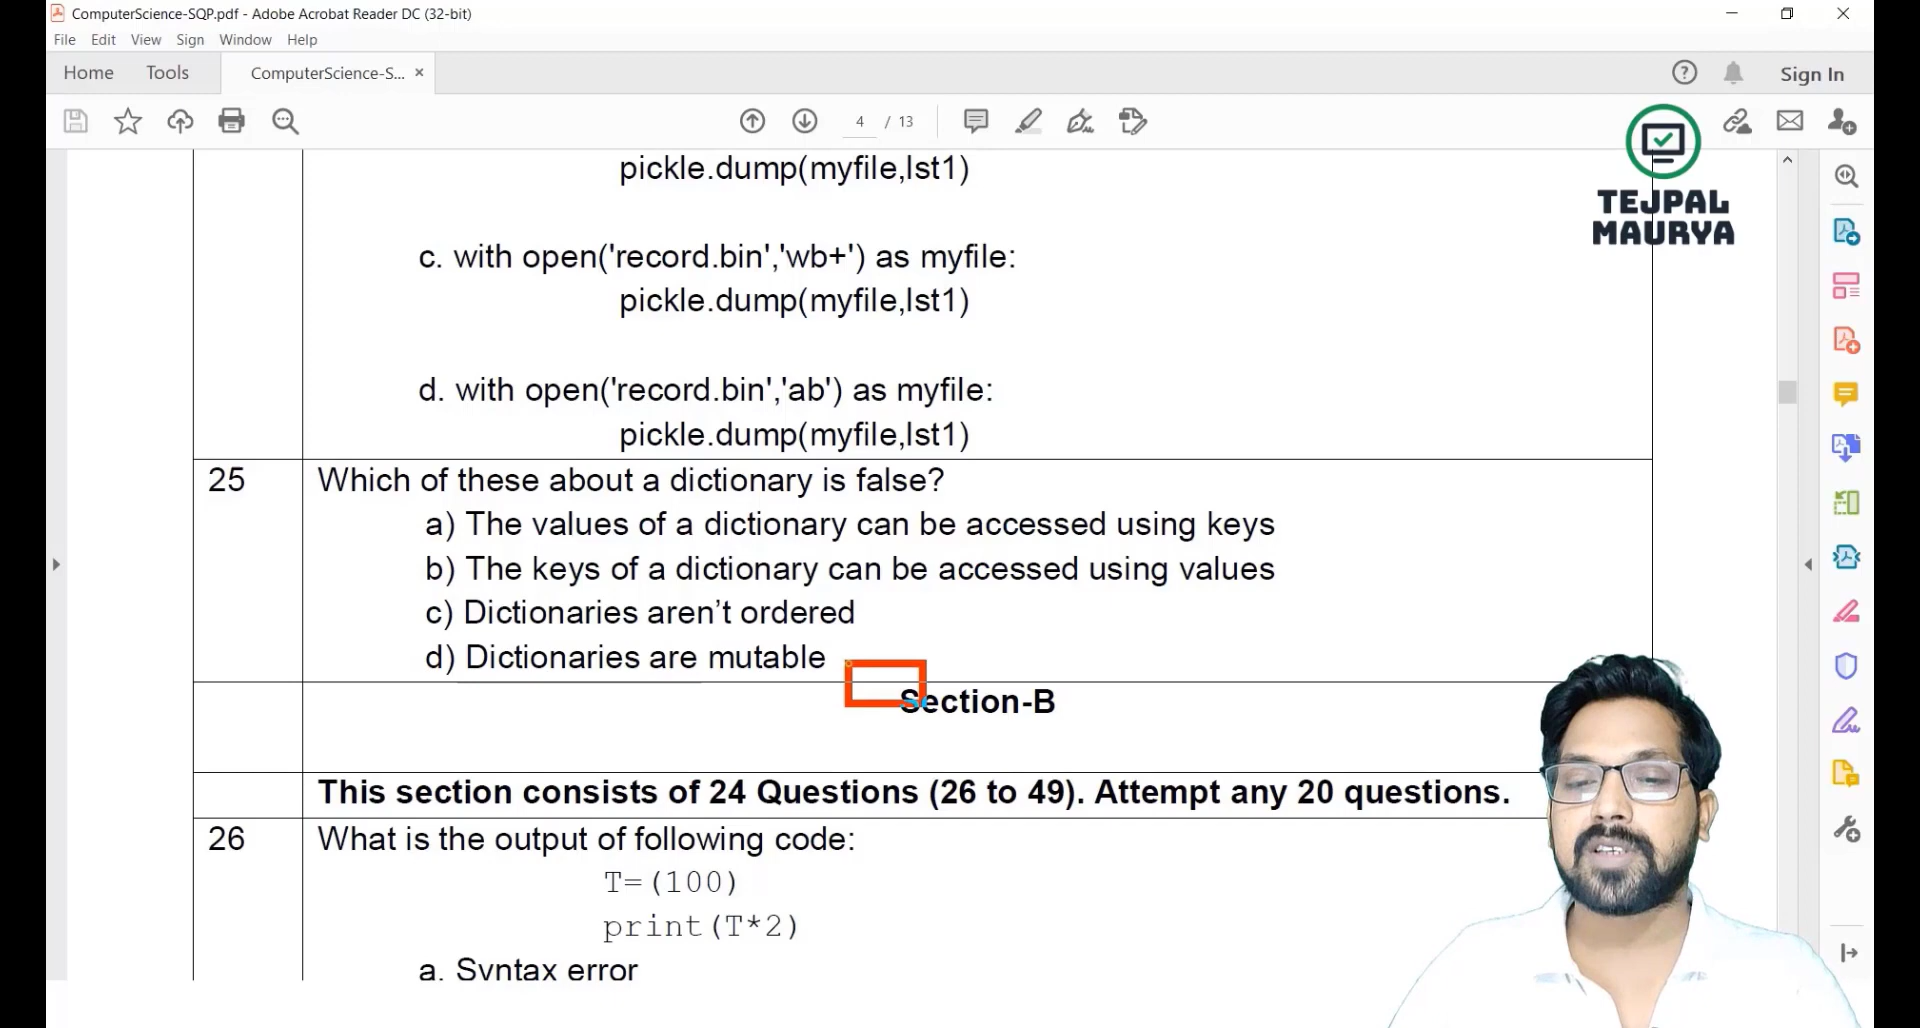 ComputerScience-SQP.pdf - Adobe Acrobat Reader DC (32-bit)
File Edit View Sign Window Help
Home Tools ComputerScience-S... × Sign In
4 / 13
TEJPAL
MAURYA
pickle.dump(myfile,lst1)
c. with open('record.bin','wb+') as myfile:
pickle.dump(myfile,lst1)
d. with open('record.bin','ab') as myfile:
pickle.dump(myfile,lst1)
25 Which of these about a dictionary is false?
a) The values of a dictionary can be accessed using keys
b) The keys of a dictionary can be accessed using values
c) Dictionaries aren’t ordered
d) Dictionaries are mutable
Section-B
This section consists of 24 Questions (26 to 49). Attempt any 20 questions.
26 What is the output of following code:
T=(100)
print(T*2)
a. Syntax error